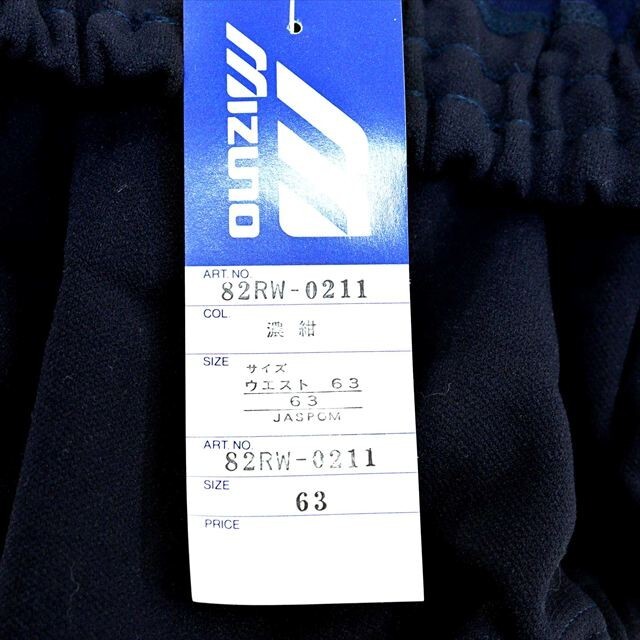 MIZUNO
ART. NO.
82RW-0211
COL.
濃紺
SIZE
サイズ
ウエスト 63
63
JASPOM
ART. NO
82RW-0211
SIZE
63
PRICE